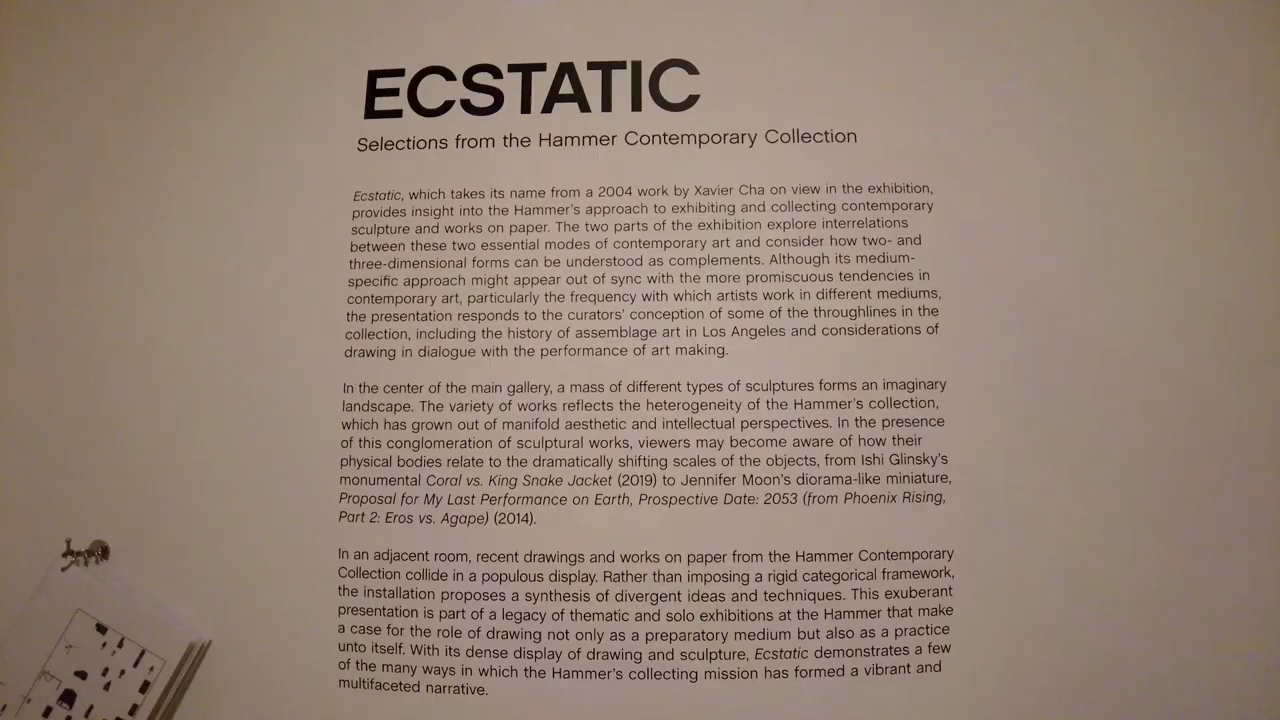 ECSTATIC
Selections from the Hammer Contemporary Collection
Ecstatic, which takes its name from a 2004 work by Xavier Cha on view in the exhibition,
provides insight into the Hammer's approach to exhibiting and collecting contemporary
sculpture and works on paper. The two parts of the exhibition explore interrelations
between these two essential modes of contemporary art and consider how two- and
three-dimensional forms can be understood as complements. Although its medium-
specific approach might appear out of sync with the more promiscuous tendencies in
contemporary art, particularly the frequency with which artists work in different mediums,
the presentation responds to the curators' conception of some of the throughlines in the
collection, including the history of assemblage art in Los Angeles and considerations of
drawing in dialogue with the performance of art making.
In the center of the main gallery, a mass of different types of sculptures forms an imaginary
landscape. The variety of works reflects the heterogeneity of the Hammer's collection,
which has grown out of manifold aesthetic and intellectual perspectives. In the presence
of this conglomeration of sculptural works, viewers may become aware of how their
physical bodies relate to the dramatically shifting scales of the objects, from Ishi Glinsky's
monumental Coral vs. King Snake Jacket (2019) to Jennifer Moon's diorama-like miniature,
Proposal for My Last Performance on Earth, Prospective Date: 2053 (from Phoenix Rising,
Part 2: Eros vs. Agape) (2014).
In an adjacent room, recent drawings and works on paper from the Hammer Contemporary
Collection collide in a populous display. Rather than imposing a rigid categorical framework,
the installation proposes a synthesis of divergent ideas and techniques. This exuberant
presentation is part of a legacy of thematic and solo exhibitions at the Hammer that make
a case for the role of drawing not only as a preparatory medium but also as a practice
unto itself. With its dense display of drawing and sculpture, Ecstatic demonstrates a few
of the many ways in which the Hammer's collecting mission has formed a vibrant and
multifaceted narrative.